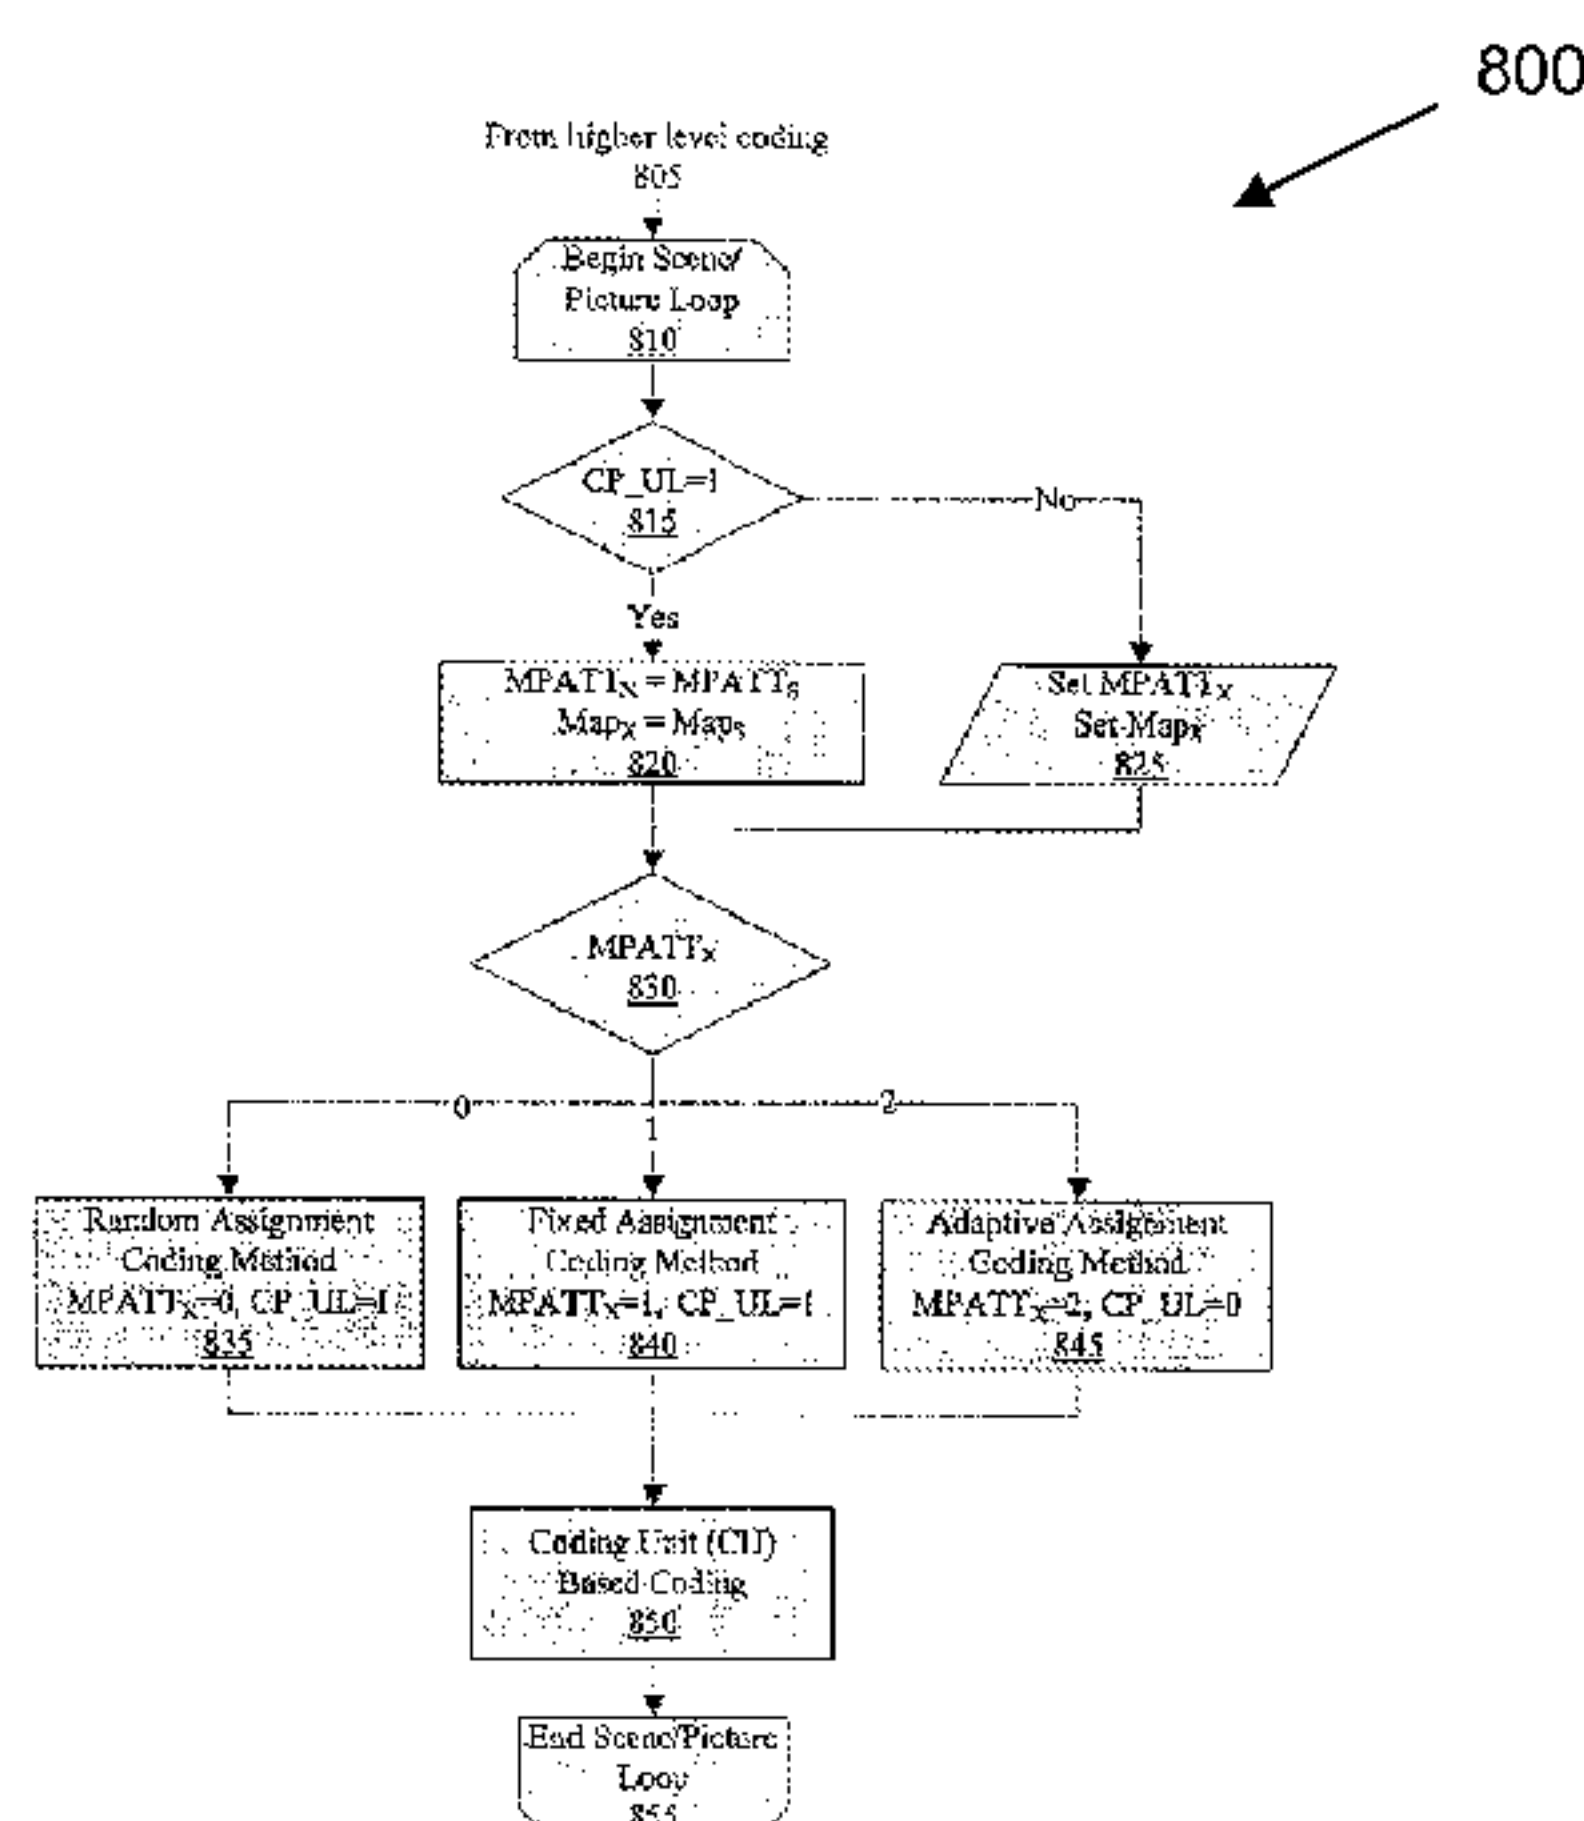 800
From higher level coding
805
Begin Scene/
Picture Loop
810
CP_UL=1
815
No
Yes
MPATTX = MPATTS
MapX = MapS
820
Set MPATTX
Set MapX
825
MPATTX
830
0
1
2
Random Assignment
Coding Method
MPATTX=0, CP_UL=1
835
Fixed Assignment
Coding Method
MPATTX=1, CP_UL=1
840
Adaptive Assignment
Coding Method
MPATTX=2, CP_UL=0
845
Coding Unit (CU)
Based Coding
850
End Scene/Picture
Loop
855